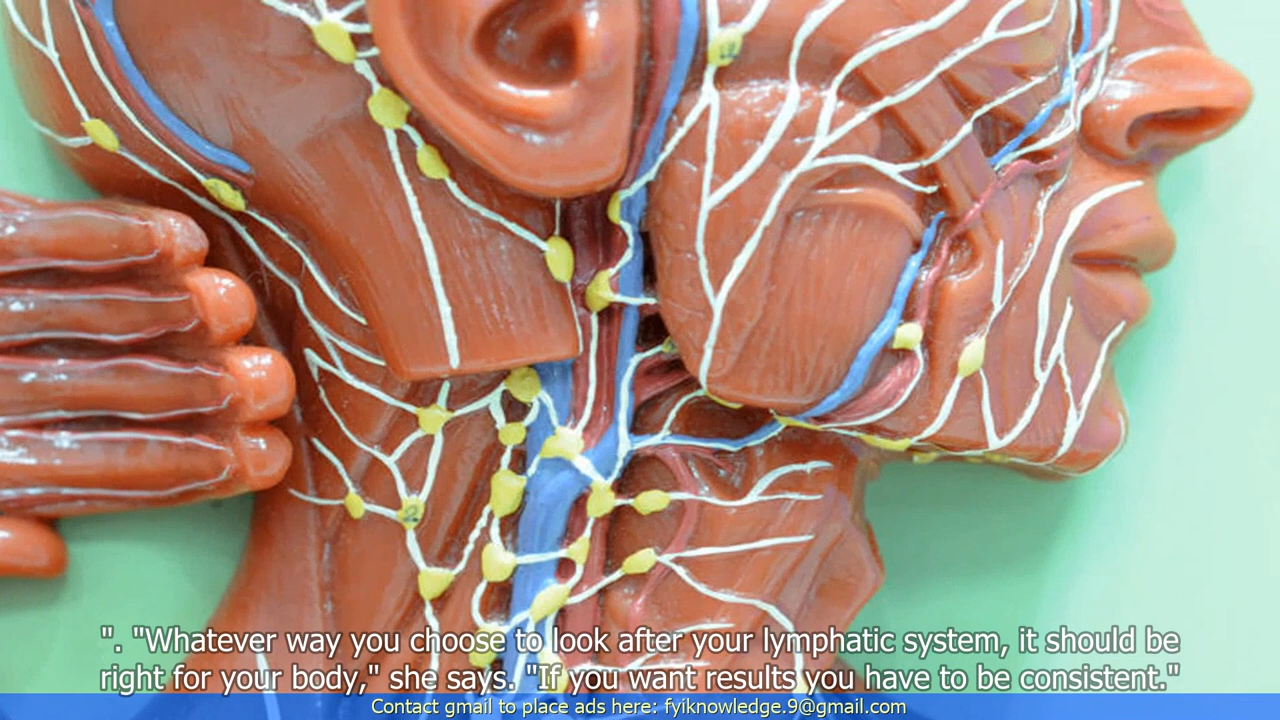 ". "Whatever way you choose to look after your lymphatic system, it should be
right for your body," she says. "If you want results you have to be consistent."
Contact gmail to place ads here: fyiknowledge.9@gmail.com